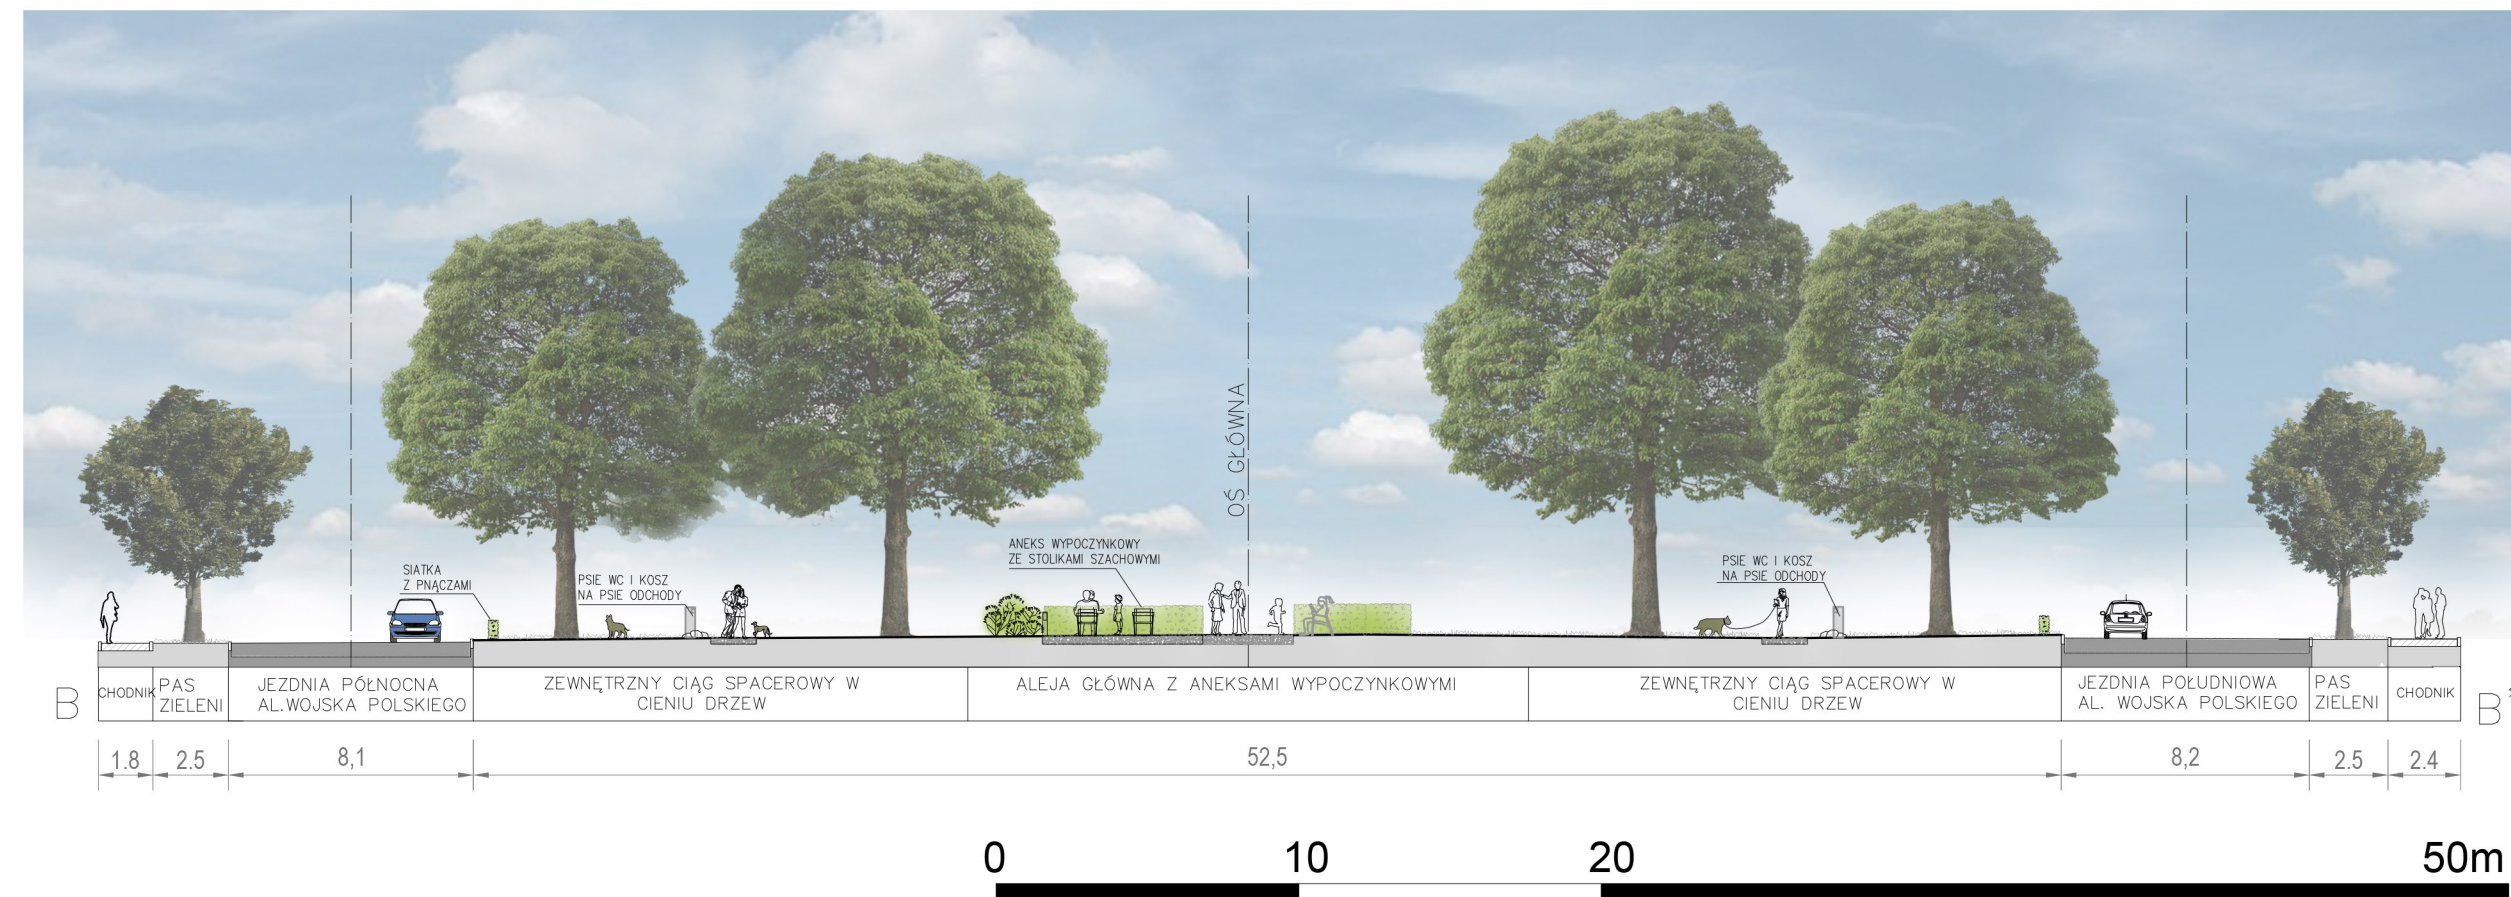 OŚ GŁÓWNA
ANEKS WYPOCZYNKOWY
ZE STOLIKAMI SZACHOWYMI
SIATKA
Z PNĄCZAMI
PSIE WC I KOSZ
NA PSIE ODCHODY
PSIE WC I KOSZ
NA PSIE ODCHODY
B
CHODNIK
PAS
ZIELENI
JEZDNIA PÓŁNOCNA
AL.WOJSKA POLSKIEGO
ZEWNĘTRZNY CIĄG SPACEROWY W
CIENIU DRZEW
ALEJA GŁÓWNA Z ANEKSAMI WYPOCZYNKOWYMI
ZEWNĘTRZNY CIĄG SPACEROWY W
CIENIU DRZEW
JEZDNIA POŁUDNIOWA
AL. WOJSKA POLSKIEGO
PAS
ZIELENI
CHODNIK
B'
1.8 2.5 8,1 52,5 8,2 2.5 2.4
0 10 20 50m